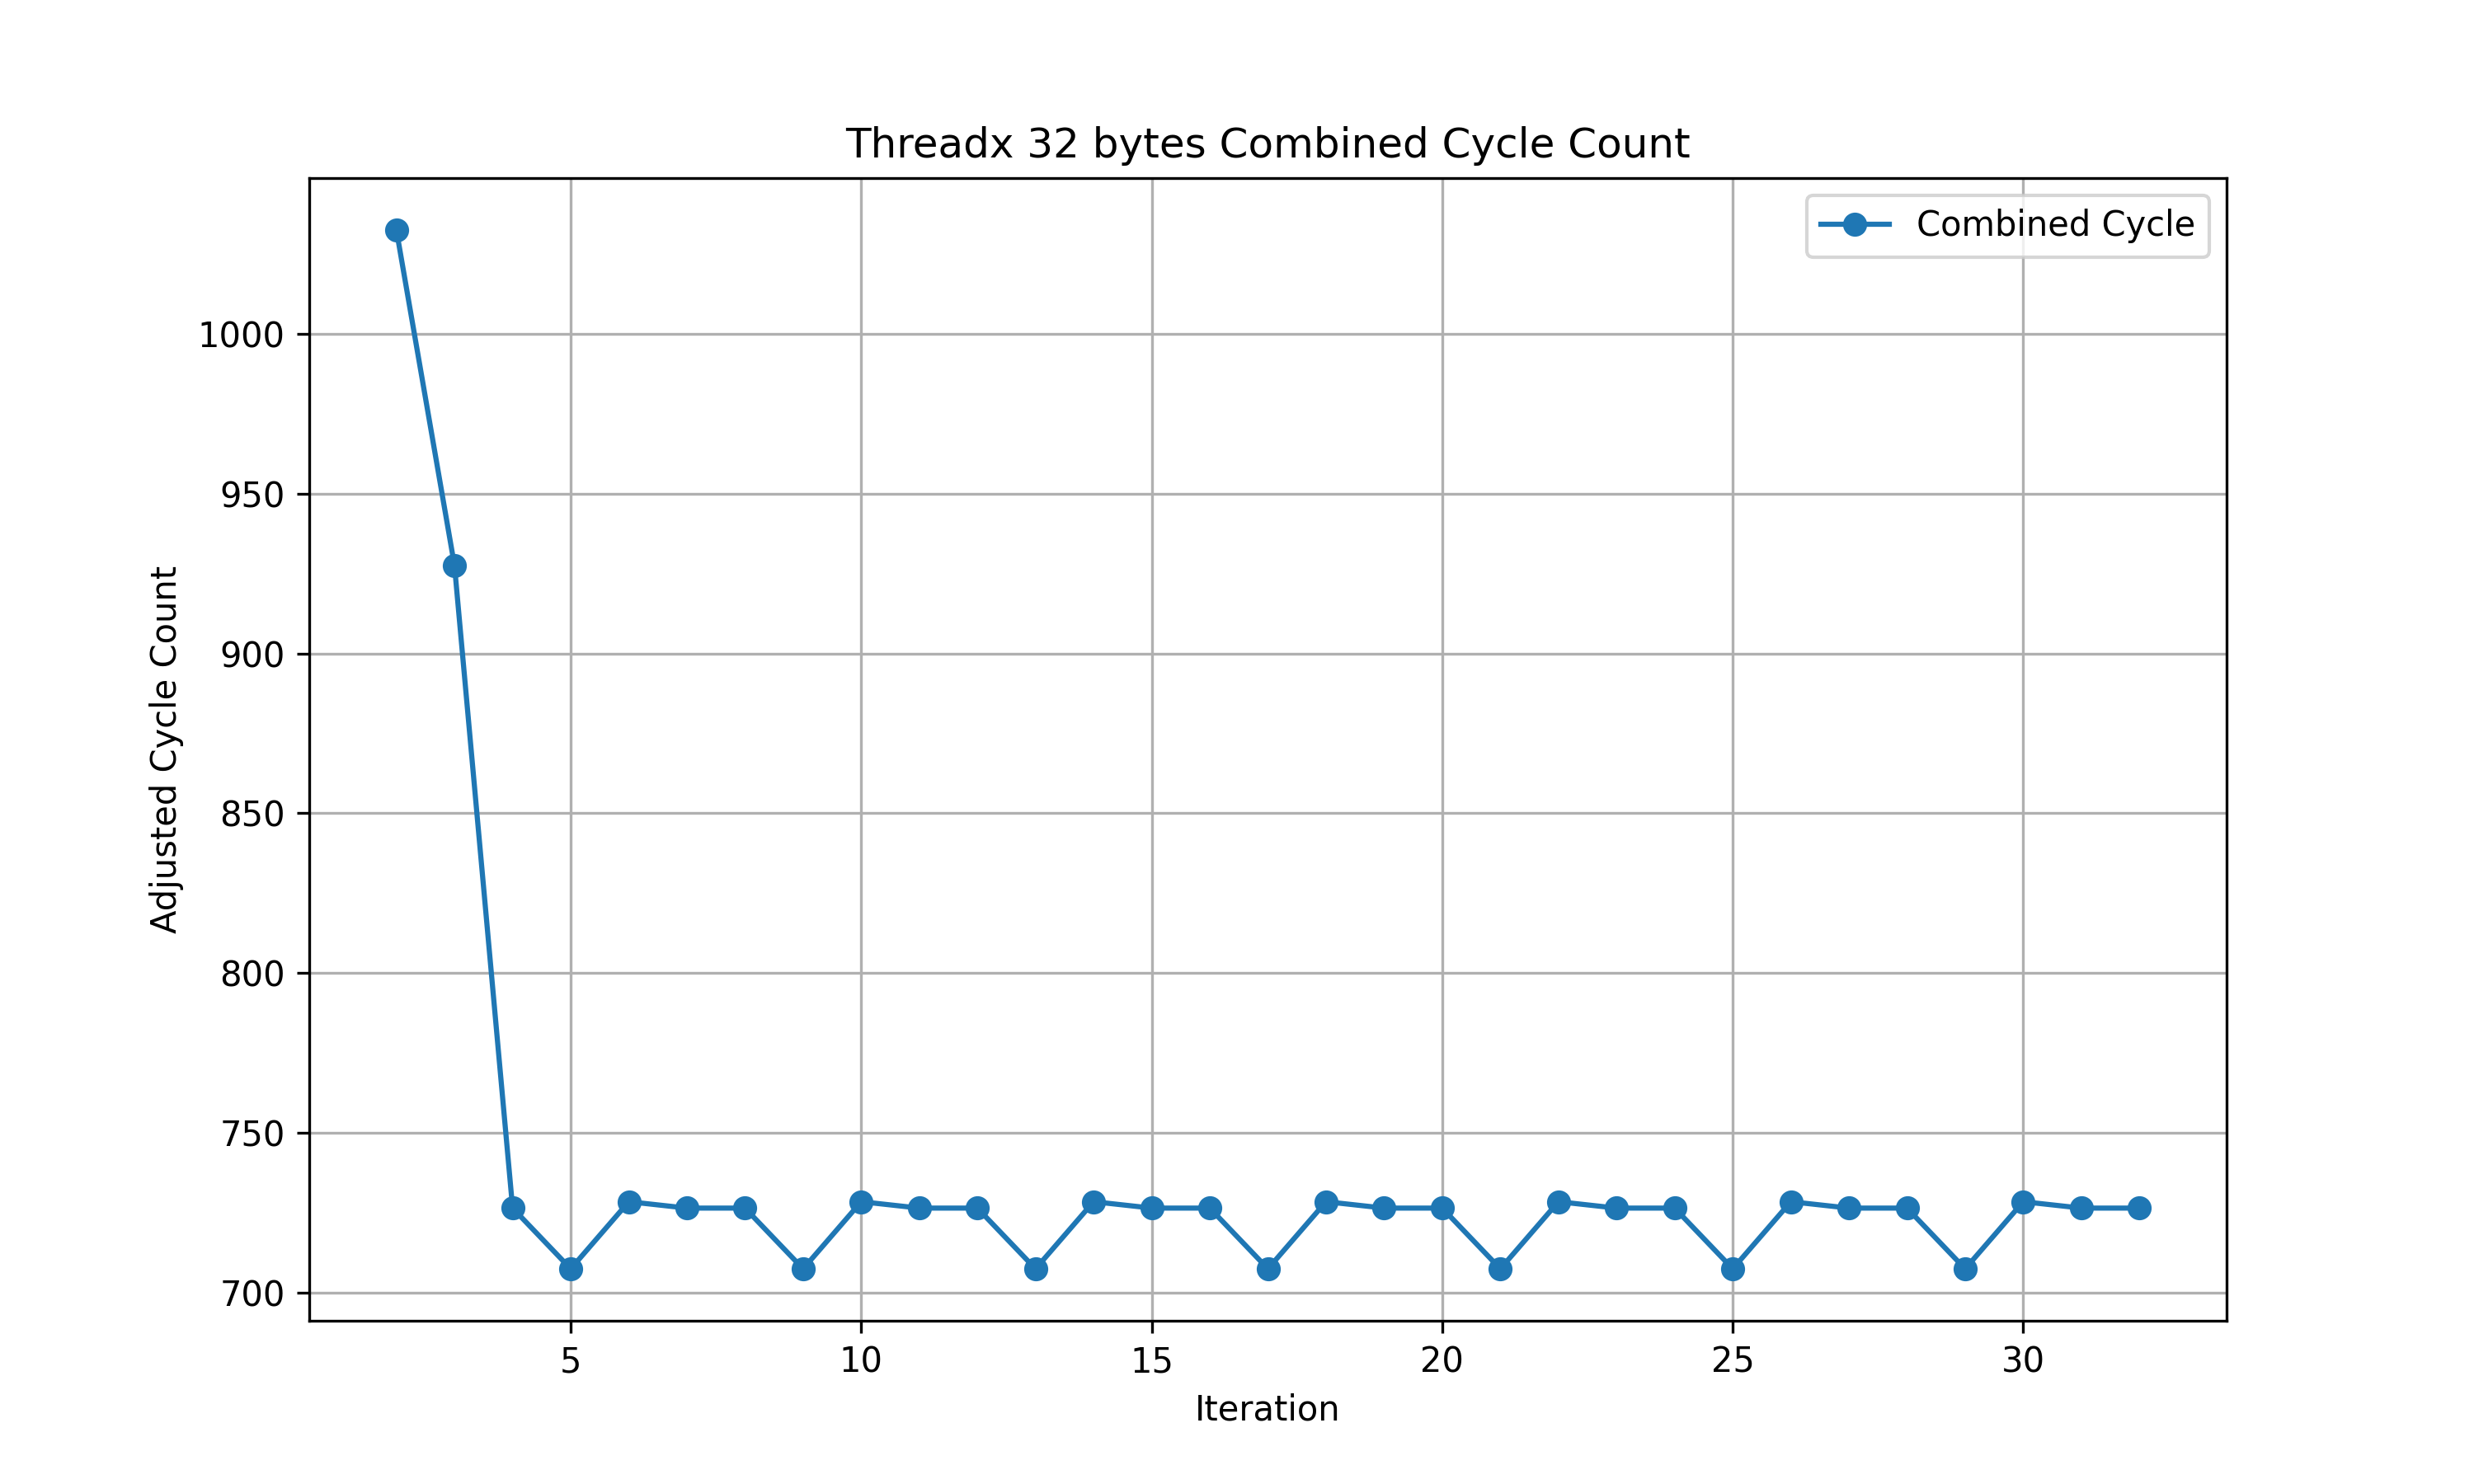 Threadx 32 bytes Combined Cycle Count
Combined Cycle
Adjusted Cycle Count
1000
950
900
850
800
750
700
5 10 15 20 25 30
Iteration